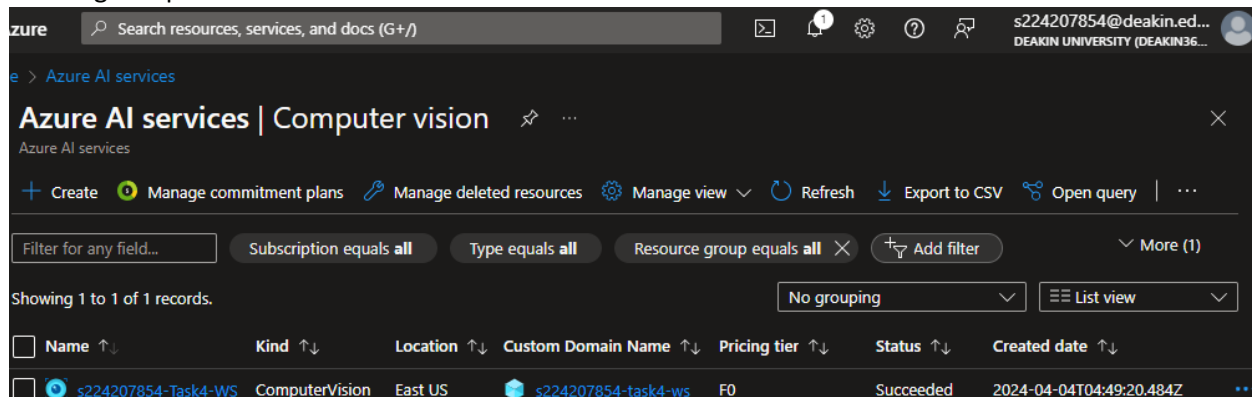 zure Search resources, services, and docs (G+/) 1 s224207854@deakin.ed...
DEAKIN UNIVERSITY (DEAKIN36...
e > Azure AI services
Azure AI services | Computer vision ...
Azure AI services
+ Create Manage commitment plans Manage deleted resources Manage view Refresh Export to CSV Open query | ...
Filter for any field... Subscription equals all Type equals all Resource group equals all Add filter More (1)
Showing 1 to 1 of 1 records. No grouping List view
Name ↑↓ Kind ↑↓ Location ↑↓ Custom Domain Name ↑↓ Pricing tier ↑↓ Status ↑↓ Created date ↑↓
s224207854-Task4-WS ComputerVision East US s224207854-task4-ws F0 Succeeded 2024-04-04T04:49:20.484Z